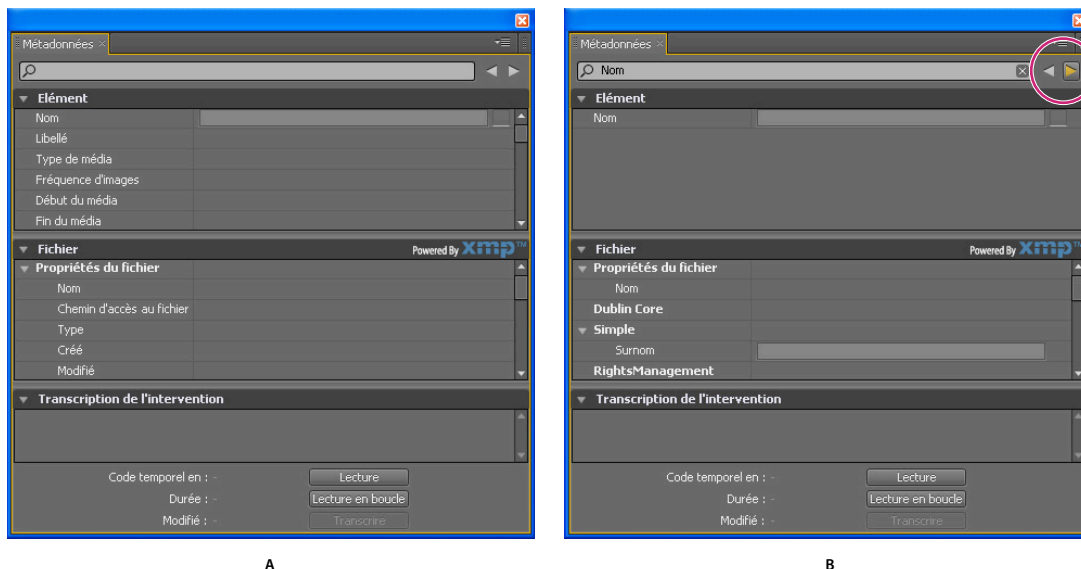 Métadonnées ×
Elément
Nom
Libellé
Type de média
Fréquence d'images
Début du média
Fin du média
Fichier Powered By xmp™
Propriétés du fichier
Nom
Chemin d'accès au fichier
Type
Créé
Modifié
Transcription de l'intervention
Code temporel en : - Lecture
Durée : - Lecture en boucle
Modifié : - Transcrire
A
Métadonnées ×
Nom
Elément
Nom
Fichier Powered By xmp™
Propriétés du fichier
Nom
Dublin Core
Simple
Surnom
RightsManagement
Transcription de l'intervention
Code temporel en : - Lecture
Durée : - Lecture en boucle
Modifié : - Transcrire
B